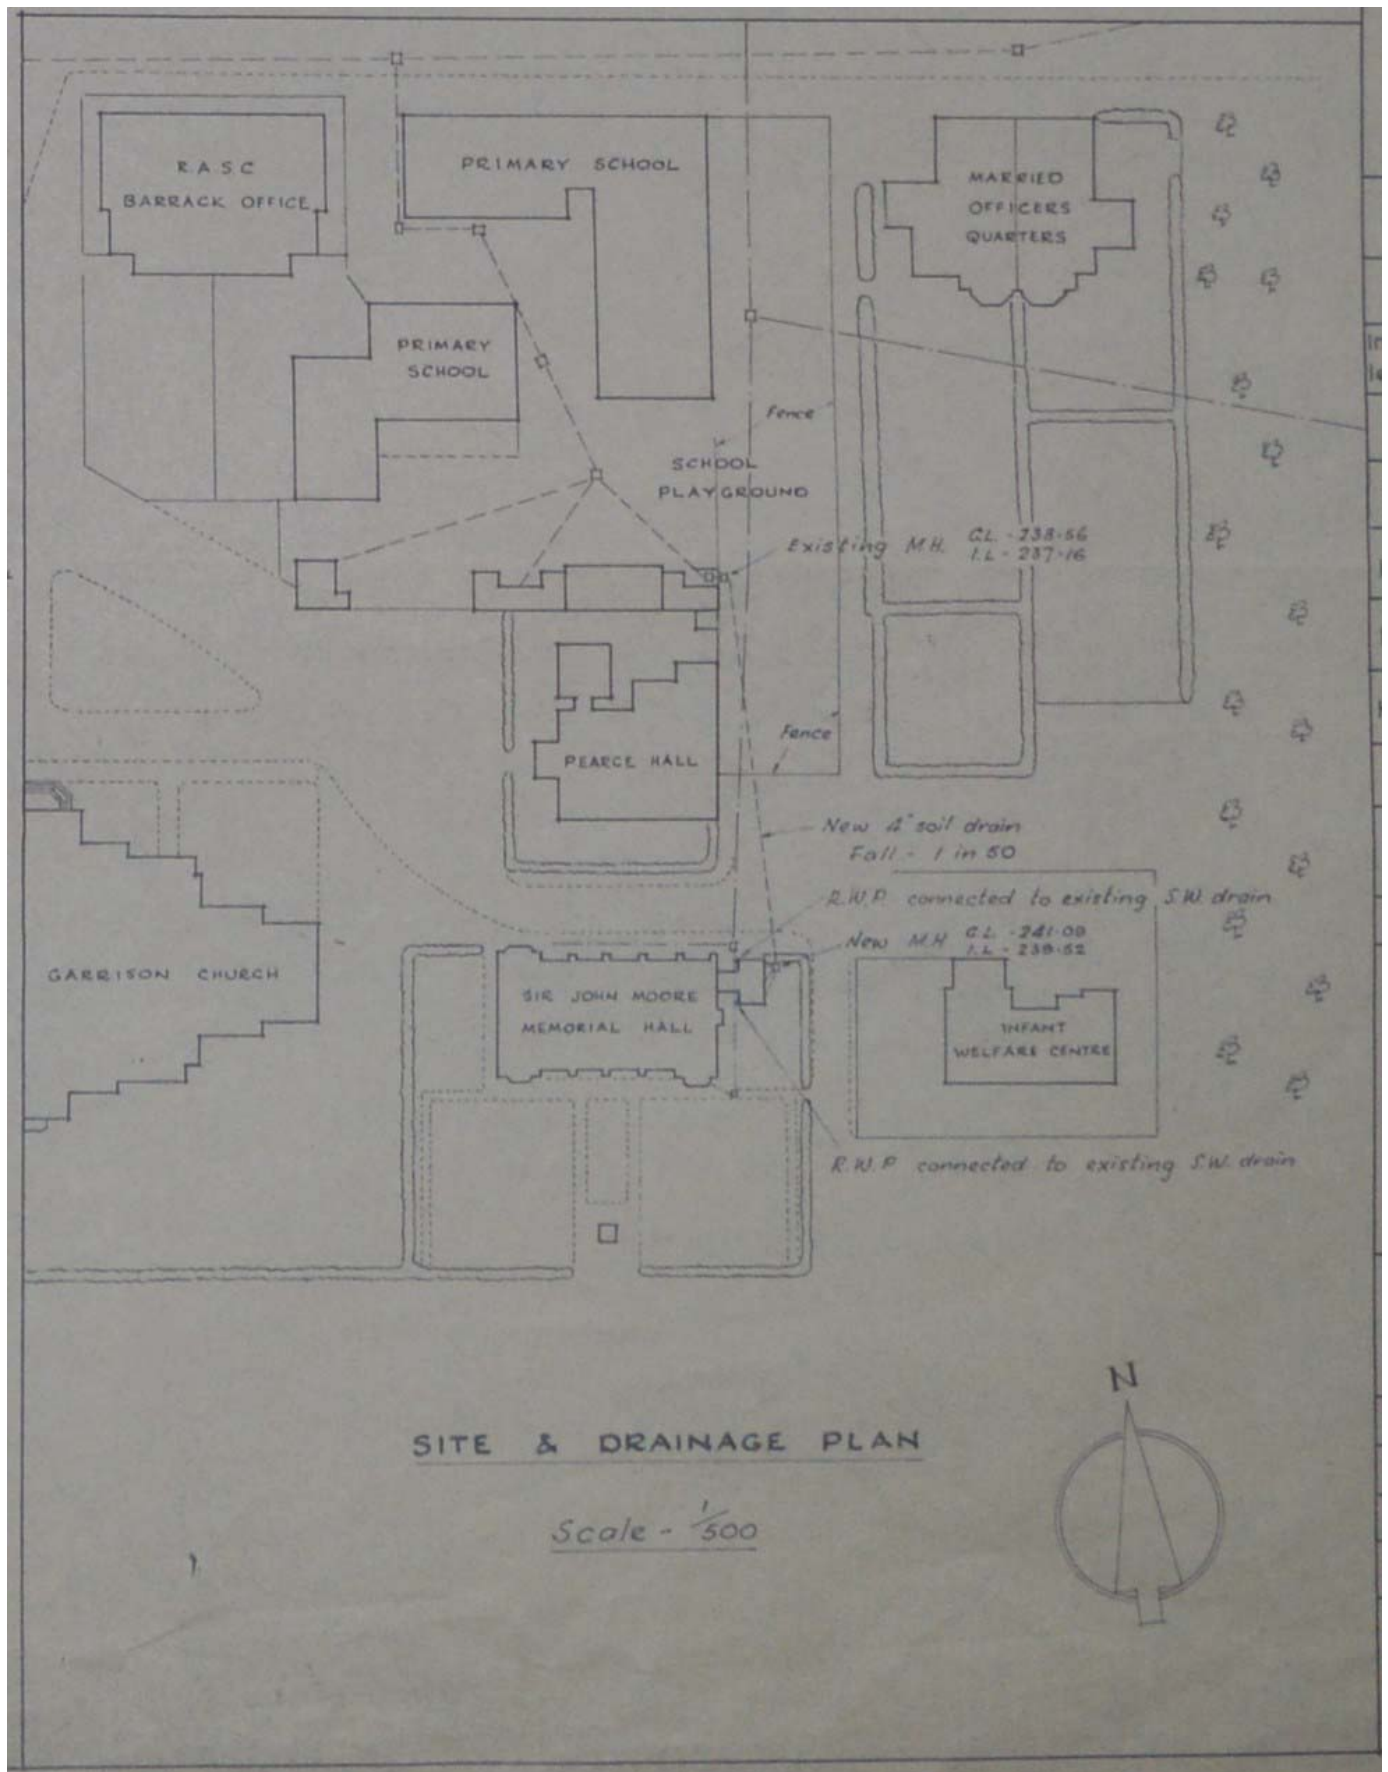 R.A.S.C
BARRACK OFFICE
PRIMARY SCHOOL
MARRIED
OFFICERS
QUARTERS
PRIMARY
SCHOOL
Fence
SCHOOL
PLAYGROUND
Existing M.H. C.L. - 238·56
I.L - 237·16
Fence
PEARCE HALL
New 4" soil drain
Fall - 1 in 50
R.W.P. connected to existing S.W. drain
New M.H C.L. - 241·09
I.L - 239·52
GARRISON CHURCH
SIR JOHN MOORE
MEMORIAL HALL
INFANT
WELFARE CENTRE
R.W.P connected to existing S.W. drain
N
SITE & DRAINAGE PLAN
Scale - 1/500